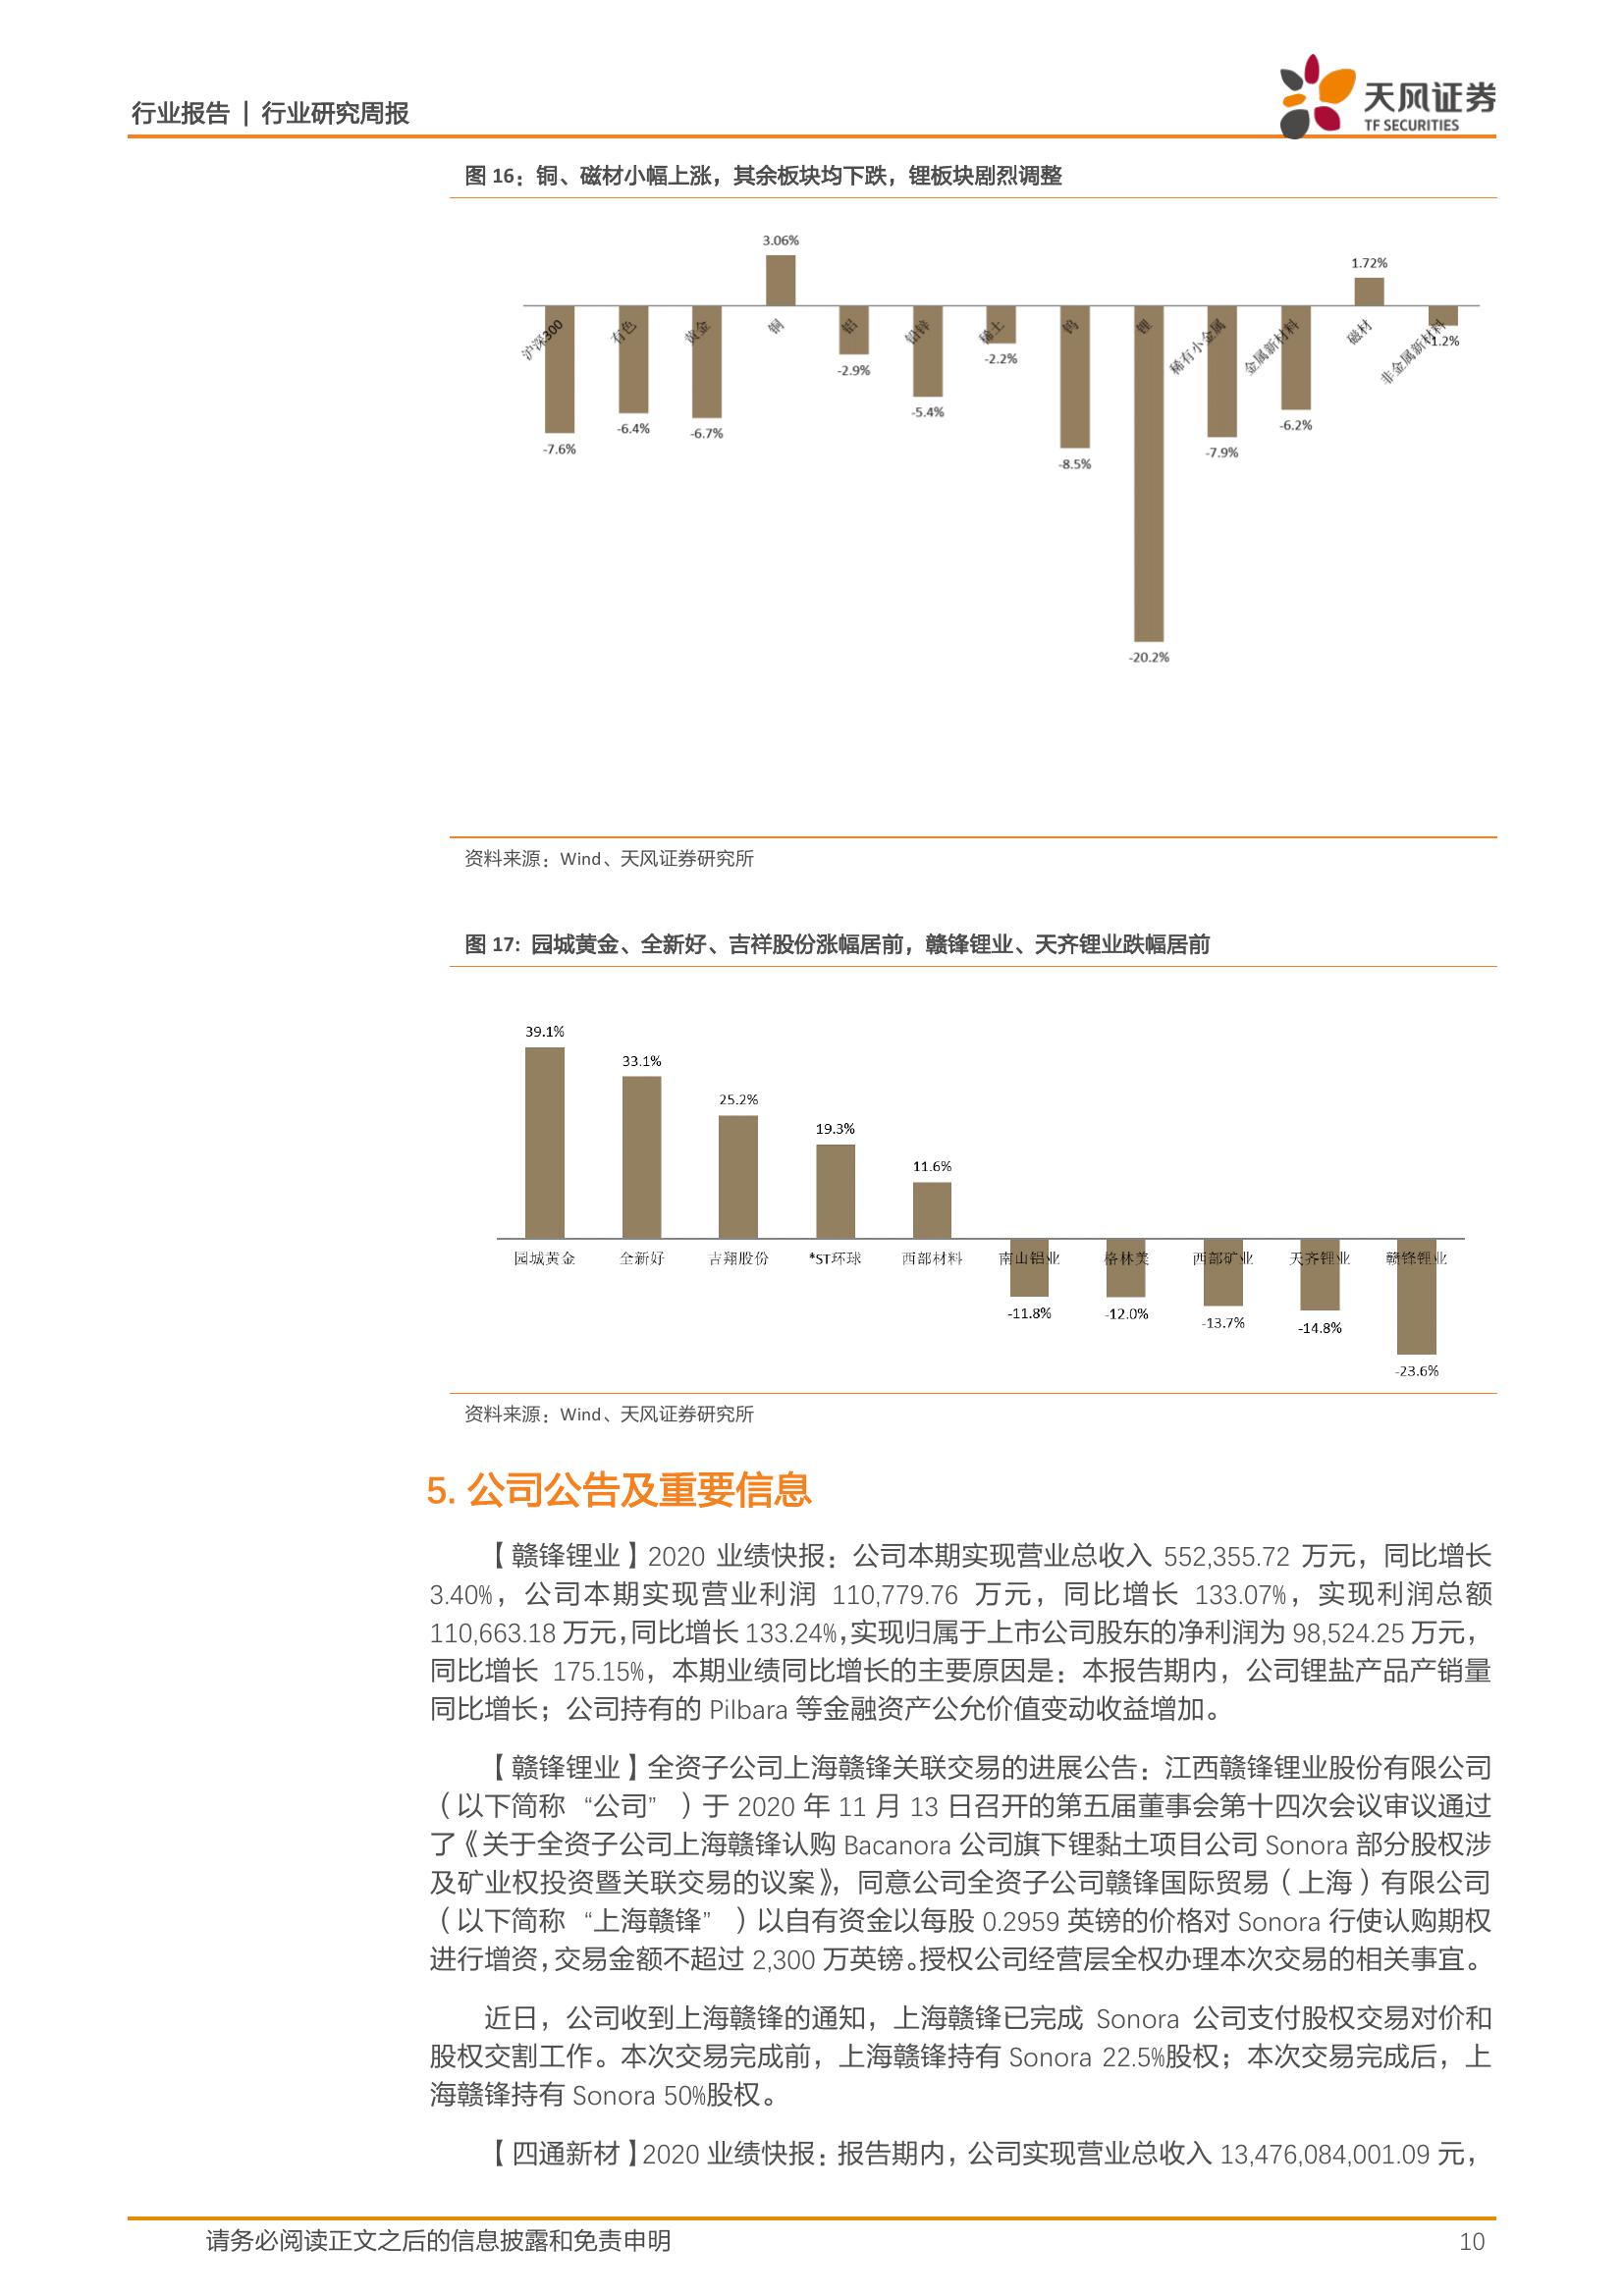 行业报告 | 行业研究周报
天风证券
TF SECURITIES
图 16：铜、磁材小幅上涨，其余板块均下跌，锂板块剧烈调整
3.06%
1.72%
沪深300 有色 黄金 铜 铝 铅锌 稀土 钨 锂 稀有小金属 金属新材料 磁材 非金属新材料
-1.2%
-2.2%
-2.9%
-5.4%
-6.2%
-6.4%
-6.7%
-7.6%
-7.9%
-8.5%
-20.2%
资料来源：Wind、天风证券研究所
图 17: 园城黄金、全新好、吉祥股份涨幅居前，赣锋锂业、天齐锂业跌幅居前
39.1%
33.1%
25.2%
19.3%
11.6%
园城黄金 全新好 吉翔股份 *ST环球 西部材料 南山铝业 格林美 西部矿业 天齐锂业 赣锋锂业
-11.8% -12.0% -13.7% -14.8%
-23.6%
资料来源：Wind、天风证券研究所
5. 公司公告及重要信息
【赣锋锂业】2020 业绩快报：公司本期实现营业总收入 552,355.72 万元，同比增长
3.40%，公司本期实现营业利润 110,779.76 万元，同比增长 133.07%，实现利润总额
110,663.18 万元，同比增长 133.24%，实现归属于上市公司股东的净利润为 98,524.25 万元，
同比增长 175.15%，本期业绩同比增长的主要原因是：本报告期内，公司锂盐产品产销量
同比增长；公司持有的 Pilbara 等金融资产公允价值变动收益增加。
【赣锋锂业】全资子公司上海赣锋关联交易的进展公告：江西赣锋锂业股份有限公司
（以下简称“公司”）于 2020 年 11 月 13 日召开的第五届董事会第十四次会议审议通过
了《关于全资子公司上海赣锋认购 Bacanora 公司旗下锂黏土项目公司 Sonora 部分股权涉
及矿业权投资暨关联交易的议案》，同意公司全资子公司赣锋国际贸易（上海）有限公司
（以下简称“上海赣锋”）以自有资金以每股 0.2959 英镑的价格对 Sonora 行使认购期权
进行增资，交易金额不超过 2,300 万英镑。授权公司经营层全权办理本次交易的相关事宜。
近日，公司收到上海赣锋的通知，上海赣锋已完成 Sonora 公司支付股权交易对价和
股权交割工作。本次交易完成前，上海赣锋持有 Sonora 22.5%股权；本次交易完成后，上
海赣锋持有 Sonora 50%股权。
【四通新材】2020 业绩快报：报告期内，公司实现营业总收入 13,476,084,001.09 元，
请务必阅读正文之后的信息披露和免责申明
10